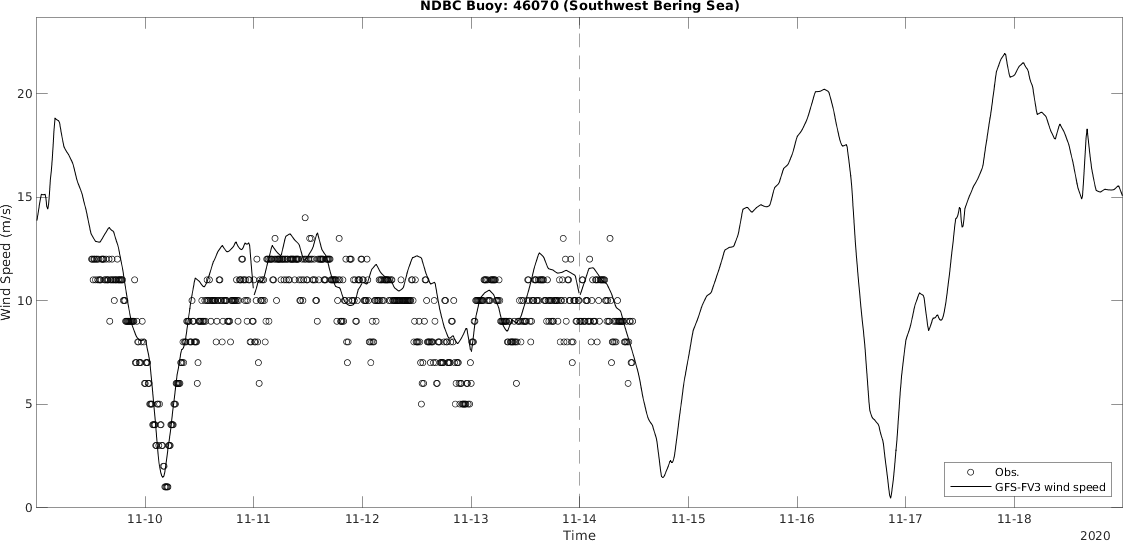 NDBC Buoy: 46070 (Southwest Bering Sea)
Wind Speed (m/s)
20
15
10
5
0
11-10 11-11 11-12 11-13 11-14 11-15 11-16 11-17 11-18
Time
2020
Obs.
GFS-FV3 wind speed